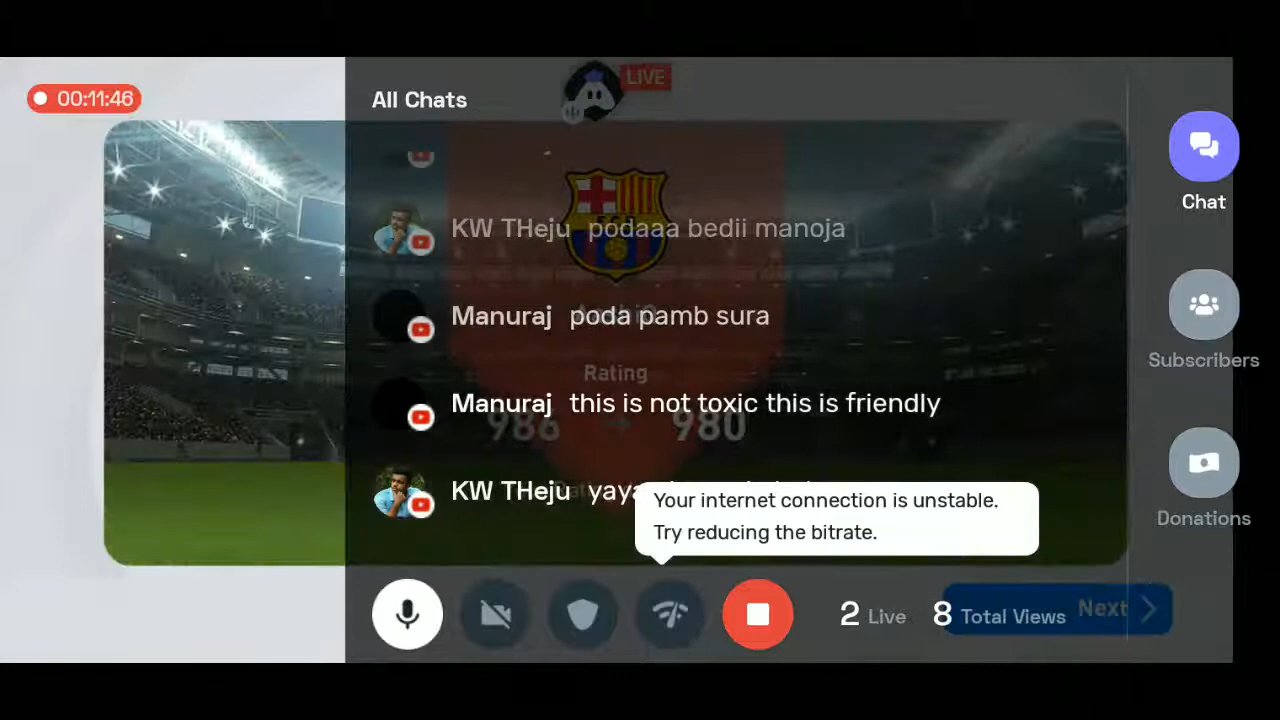 00:11:46
LIVE
All Chats
KW THeju podaaa bedii manoja
Manuraj poda pamb sura
Rating
Manuraj this is not toxic this is friendly
986 → 980
KW THeju
Your internet connection is unstable.
Try reducing the bitrate.
2 Live 8 Total Views
Next
Chat
Subscribers
Donations